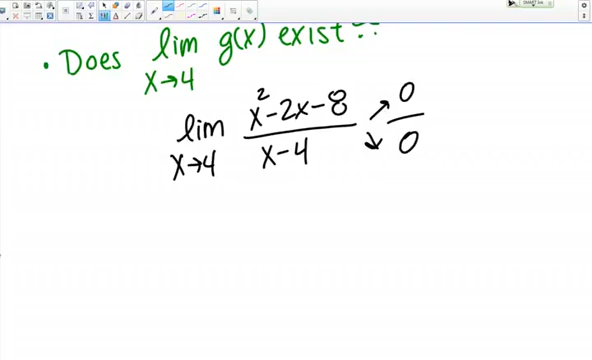 • Does lim g(x) exist??
x→4
lim x²-2x-8 ↗ 0
x→4 x-4 ↘ 0